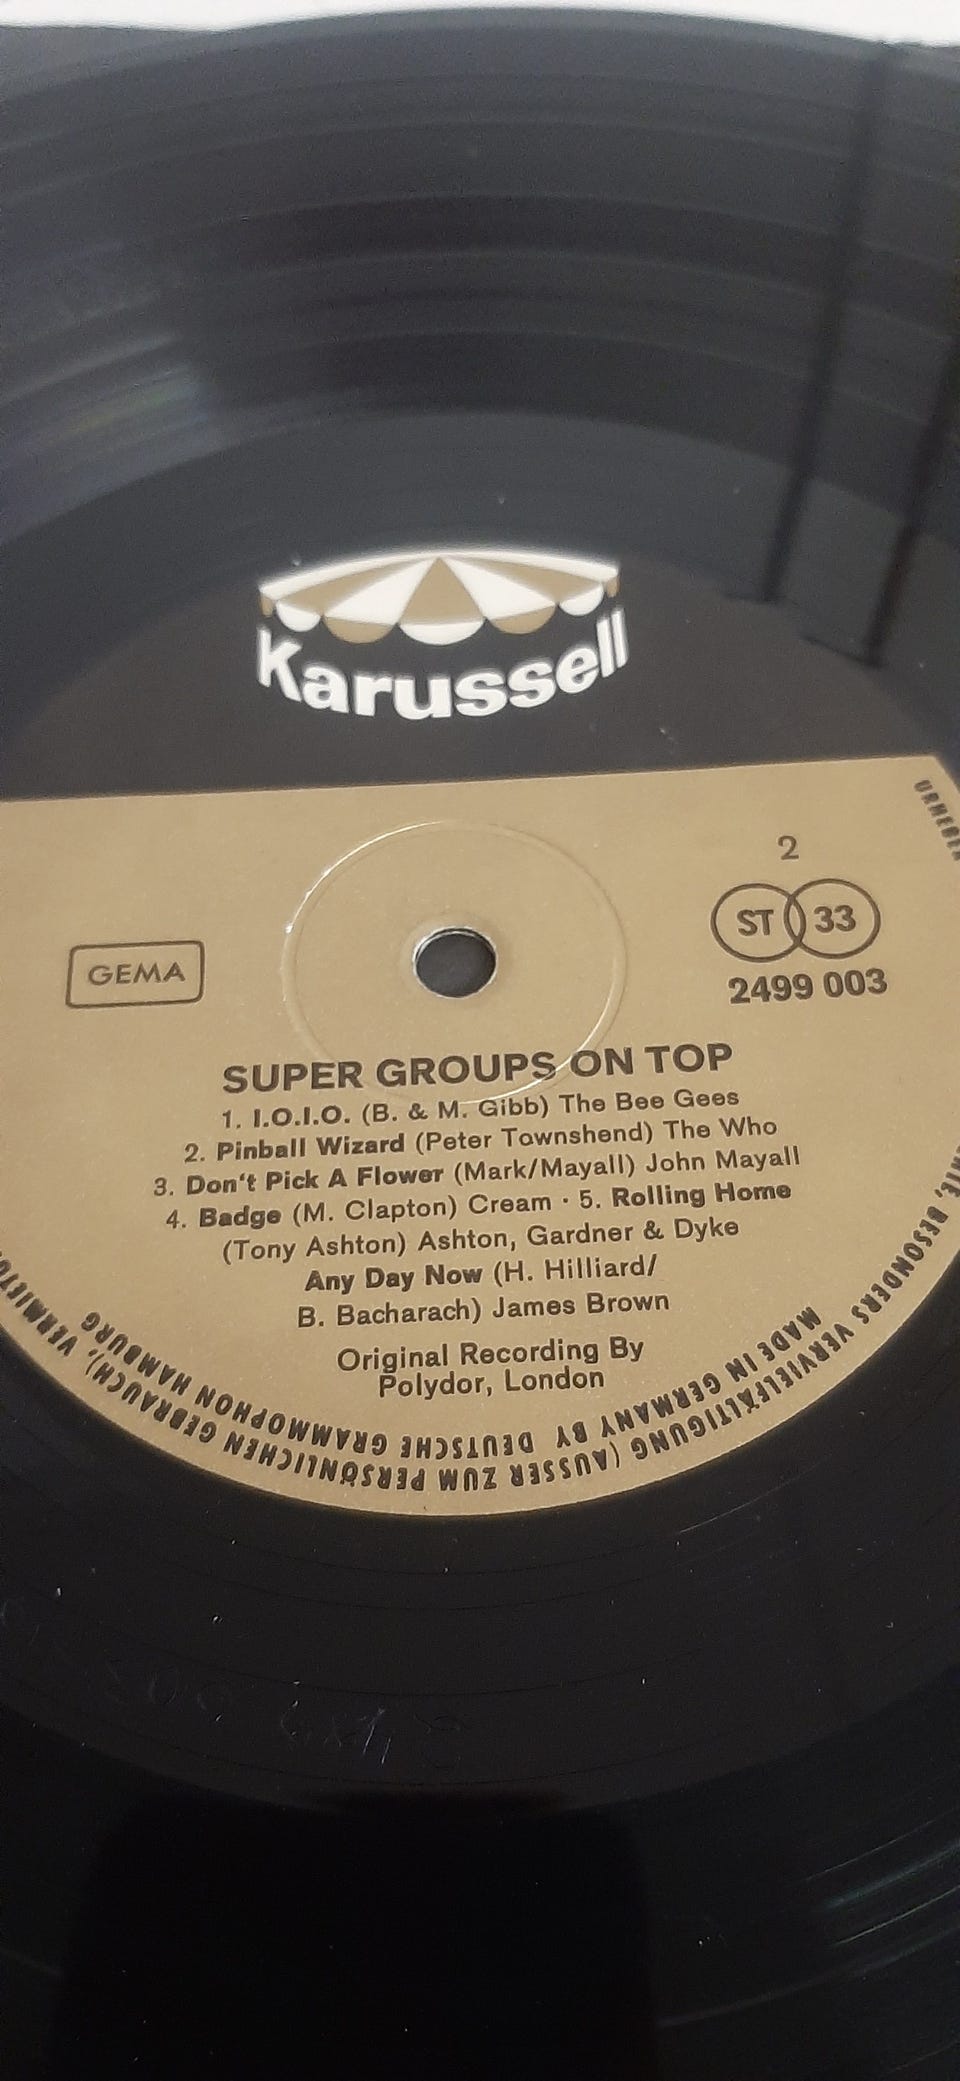 Karussell
2
ST 33
GEMA
2499 003
SUPER GROUPS ON TOP
1. I.O.I.O. (B. & M. Gibb) The Bee Gees
2. Pinball Wizard (Peter Townshend) The Who
3. Don't Pick A Flower (Mark/Mayall) John Mayall
4. Badge (M. Clapton) Cream · 5. Rolling Home
(Tony Ashton) Ashton, Gardner & Dyke
Any Day Now (H. Hilliard/
B. Bacharach) James Brown
Original Recording By
Polydor, London
BESONDERS VERVIELFÄLTIGUNG (AUSSER ZUM PERSÖNLICHEN GEBRAUCH),
MADE IN GERMANY BY DEUTSCHE GRAMMOPHON HAMBURG